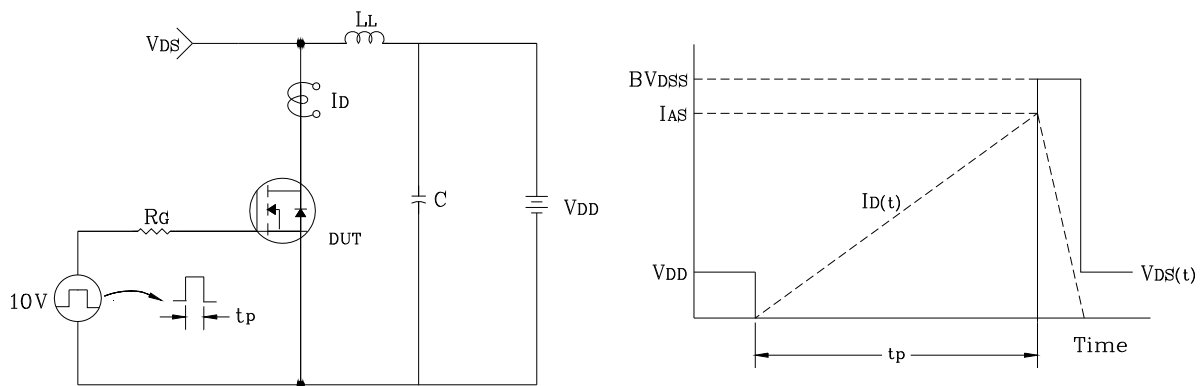 VDS
LL
ID
RG
DUT
C
VDD
10V
tp
BVDSS
IAS
ID(t)
VDD
VDS(t)
tp
Time